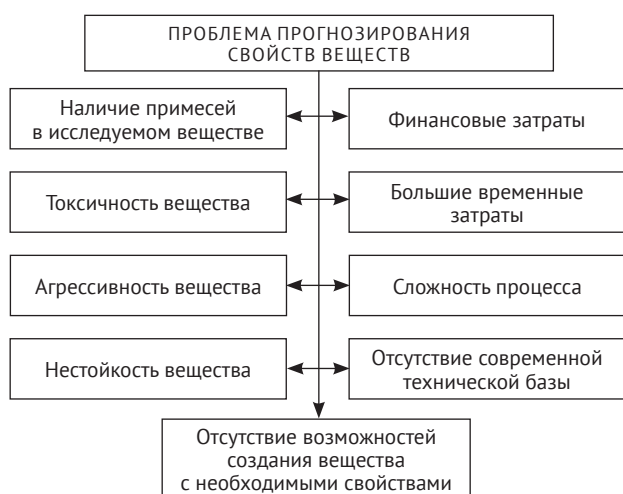 ПРОБЛЕМА ПРОГНОЗИРОВАНИЯ
СВОЙСТВ ВЕЩЕСТВ
Наличие примесей
в исследуемом веществе
Финансовые затраты
Токсичность вещества
Большие временные
затраты
Агрессивность вещества
Сложность процесса
Нестойкость вещества
Отсутствие современной
технической базы
Отсутствие возможностей
создания вещества
с необходимыми свойствами